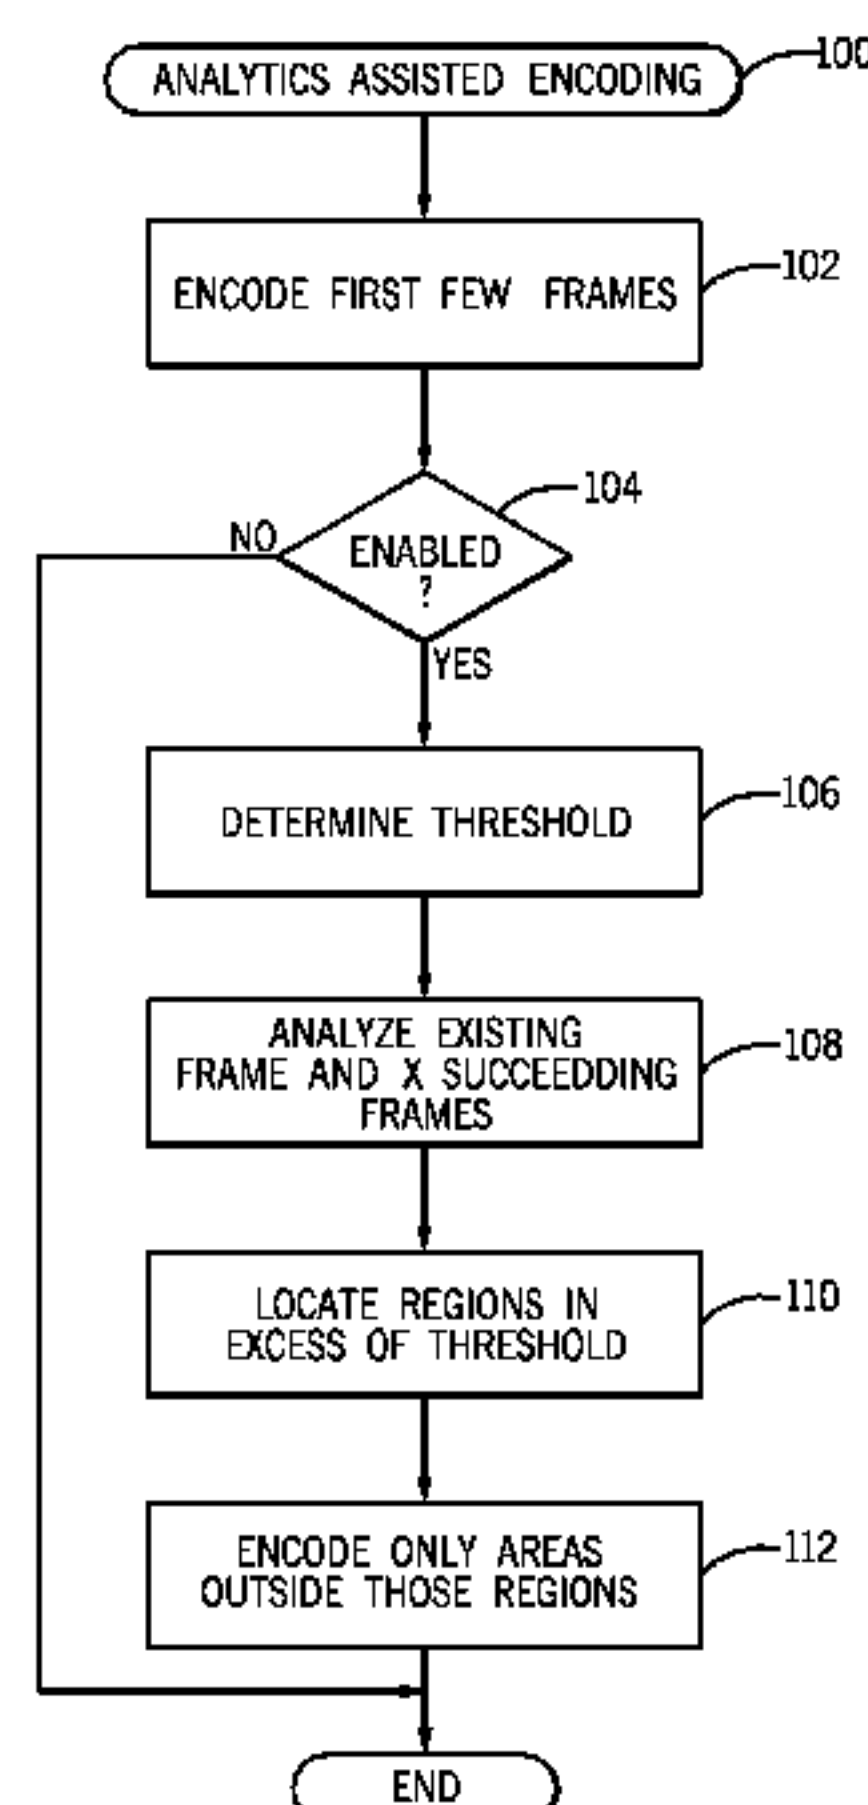 ANALYTICS ASSISTED ENCODING
100
ENCODE FIRST FEW FRAMES
102
104
NO
ENABLED
?
YES
DETERMINE THRESHOLD
106
ANALYZE EXISTING
FRAME AND X SUCCEEDDING
FRAMES
108
LOCATE REGIONS IN
EXCESS OF THRESHOLD
110
ENCODE ONLY AREAS
OUTSIDE THOSE REGIONS
112
END